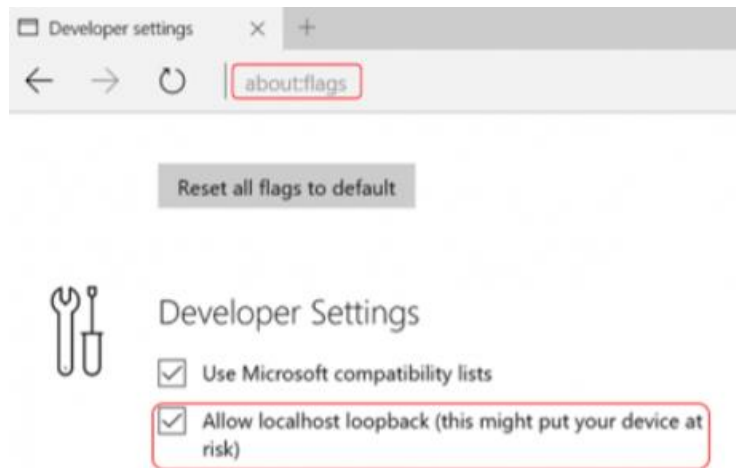 Developer settings
about:flags
Reset all flags to default
Developer Settings
Use Microsoft compatibility lists
Allow localhost loopback (this might put your device at
risk)